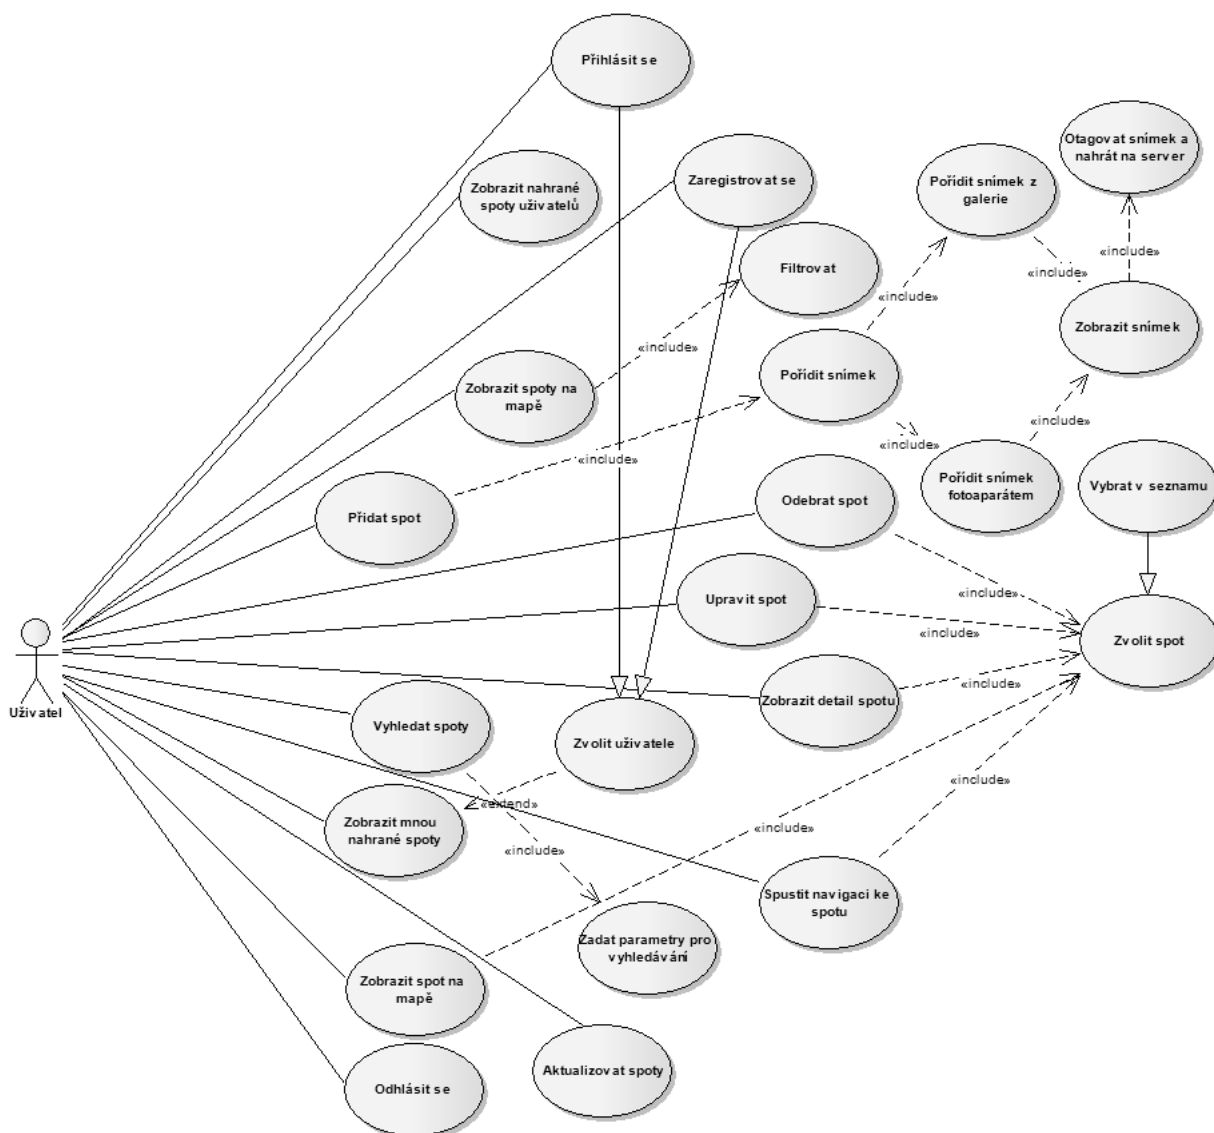 Přihlásit se
Otagovat snímek a
nahrát na server
Zobrazit nahrané
spoty uživatelů
Zaregistrovat se
Pořídit snímek z
galerie
«include»
«include»
Filtrovat
«include»
Zobrazit snímek
«include»
Pořídit snímek
Zobrazit spoty na
mapě
«include»
«include»
«include»
Pořídit snímek
fotoaparátem
Vybrat v seznamu
Odebrat spot
Přidat spot
«include»
Upravit spot
«include»
Zvolit spot
Uživatel
Zobrazit detail spotu
«include»
Vyhledat spoty
Zvolit uživatele
«include»
«extend»
Zobrazit mnou
nahrané spoty
«include»
«include»
Spustit navigaci ke
spotu
Zadat parametry pro
vyhledávání
Zobrazit spot na
mapě
Aktualizovat spoty
Odhlásit se